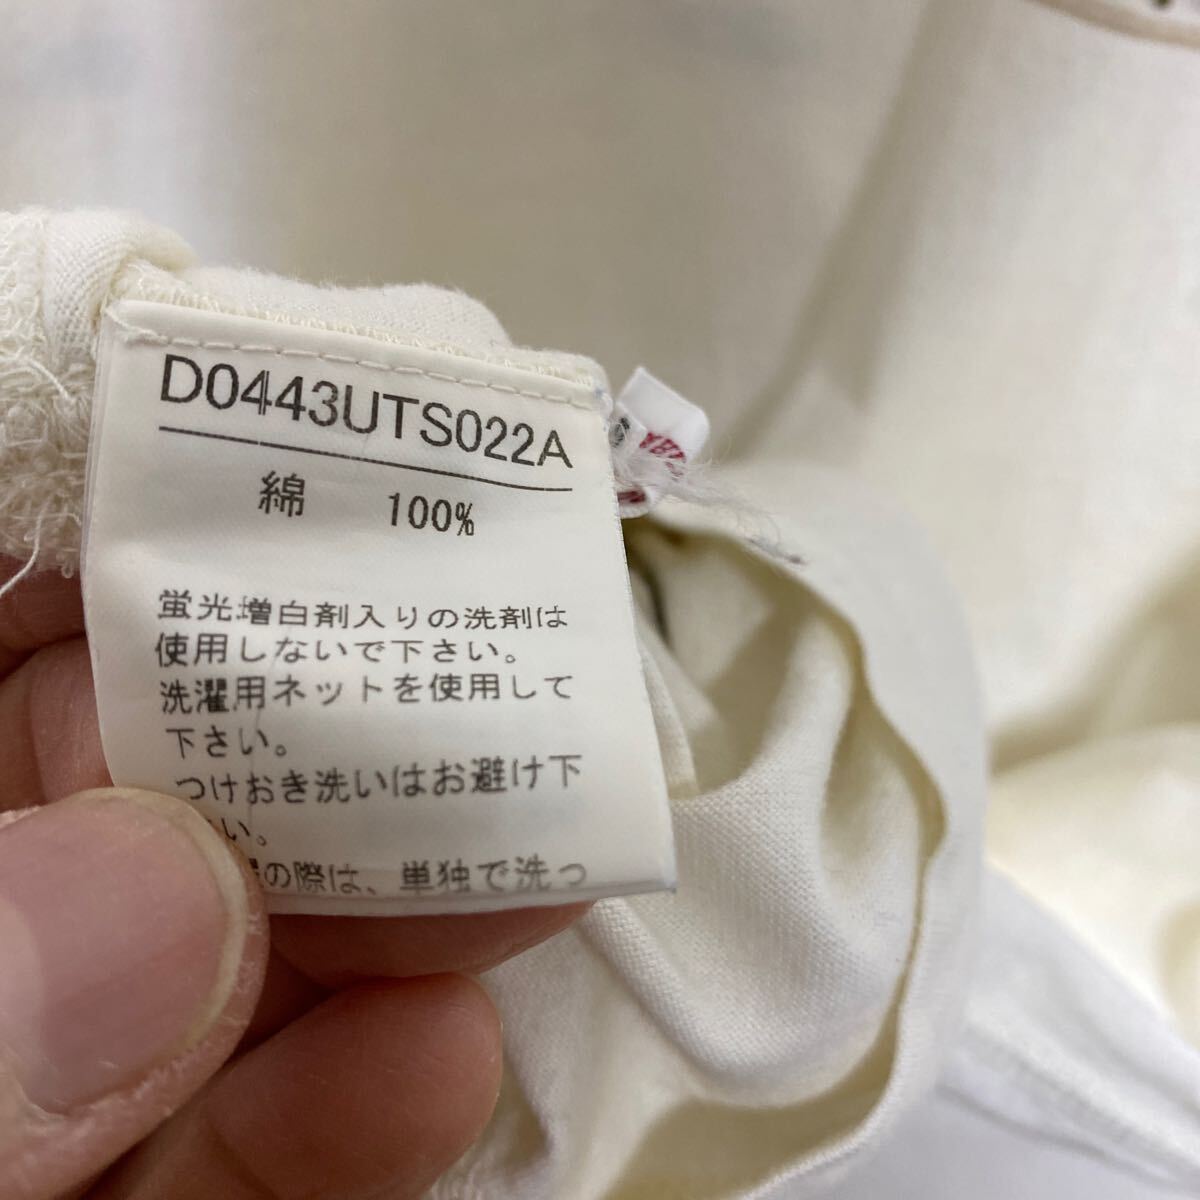 D0443UTS022A
綿 100%
蛍光増白剤入りの洗剤は
使用しないで下さい。
洗濯用ネットを使用して
下さい。
つけおき洗いはお避け下
い。
の際は、単独で洗っ